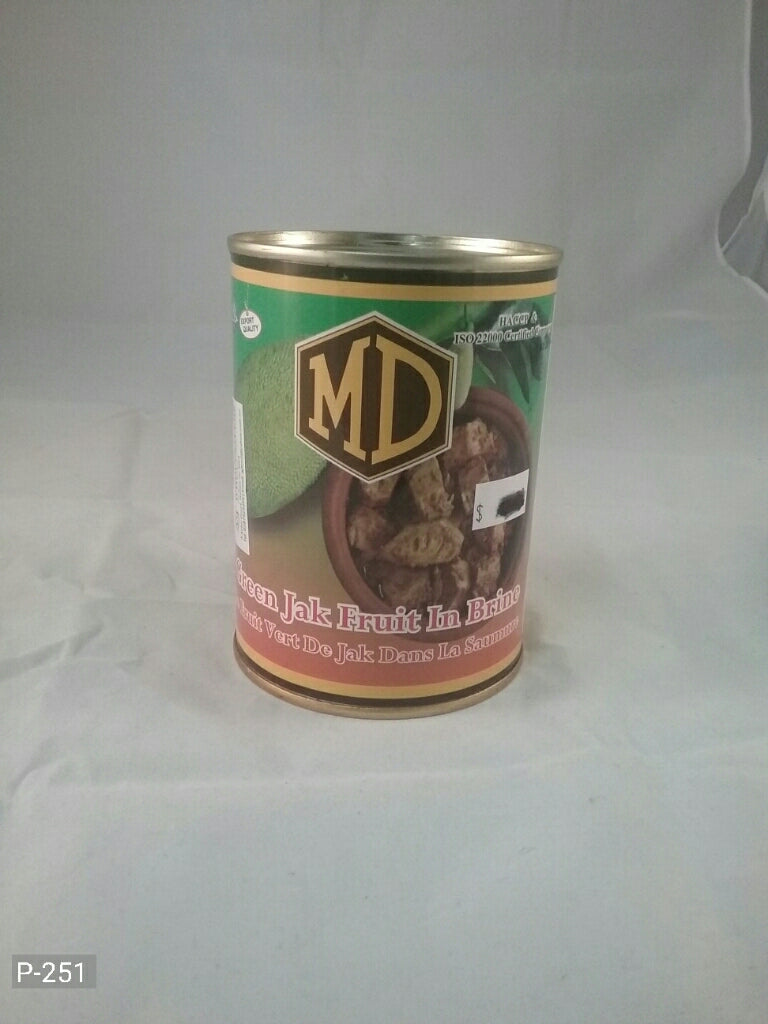 EXPORT
QUALITY
HACCP &
ISO 22000 Certified
MD
$
Green Jak Fruit In Brine
Fruit Vert De Jak Dans La Saumure
P-251